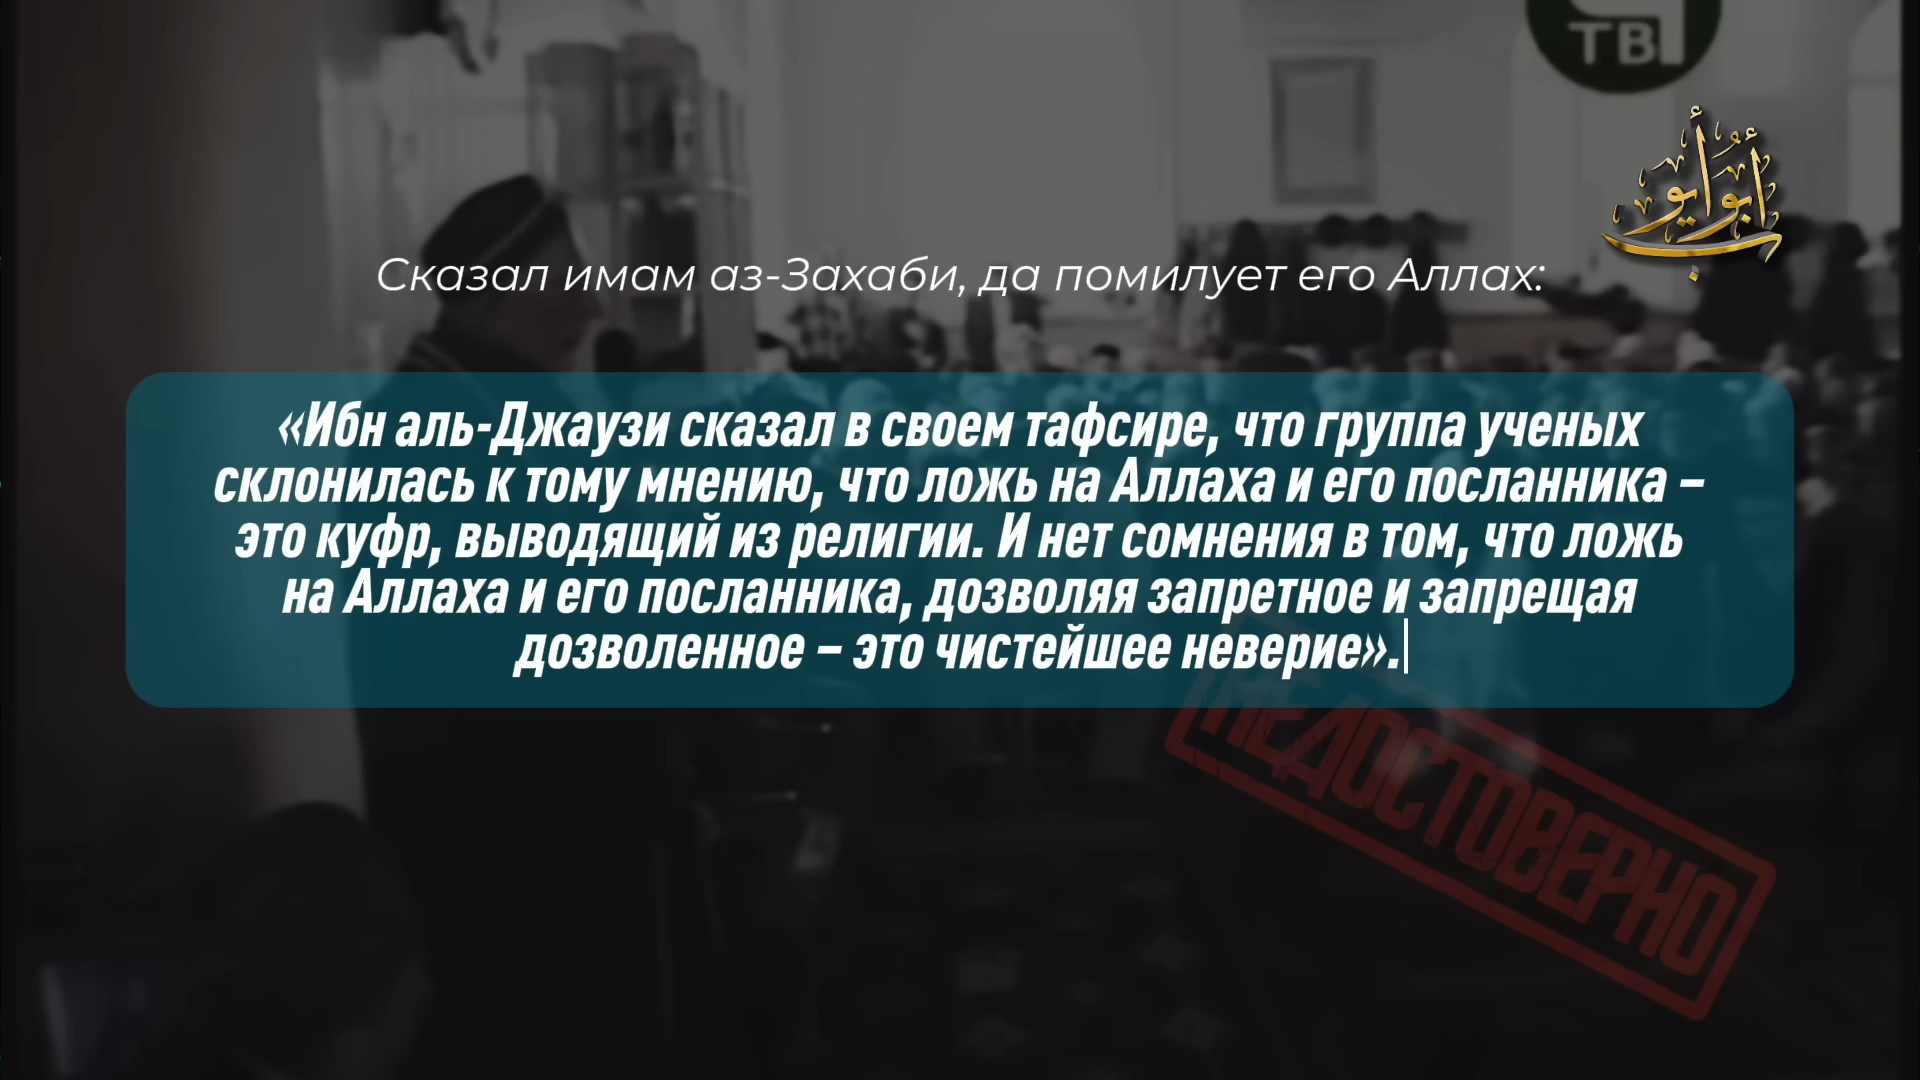 ТВ
أبو أيوب
Сказал имам аз-Захаби, да помилует его Аллах:
«Ибн аль-Джаузи сказал в своем тафсире, что группа ученых
склонилась к тому мнению, что ложь на Аллаха и его посланника –
это куфр, выводящий из религии. И нет сомнения в том, что ложь
на Аллаха и его посланника, дозволяя запретное и запрещая
дозволенное – это чистейшее неверие».
НЕДОСТОВЕРНО